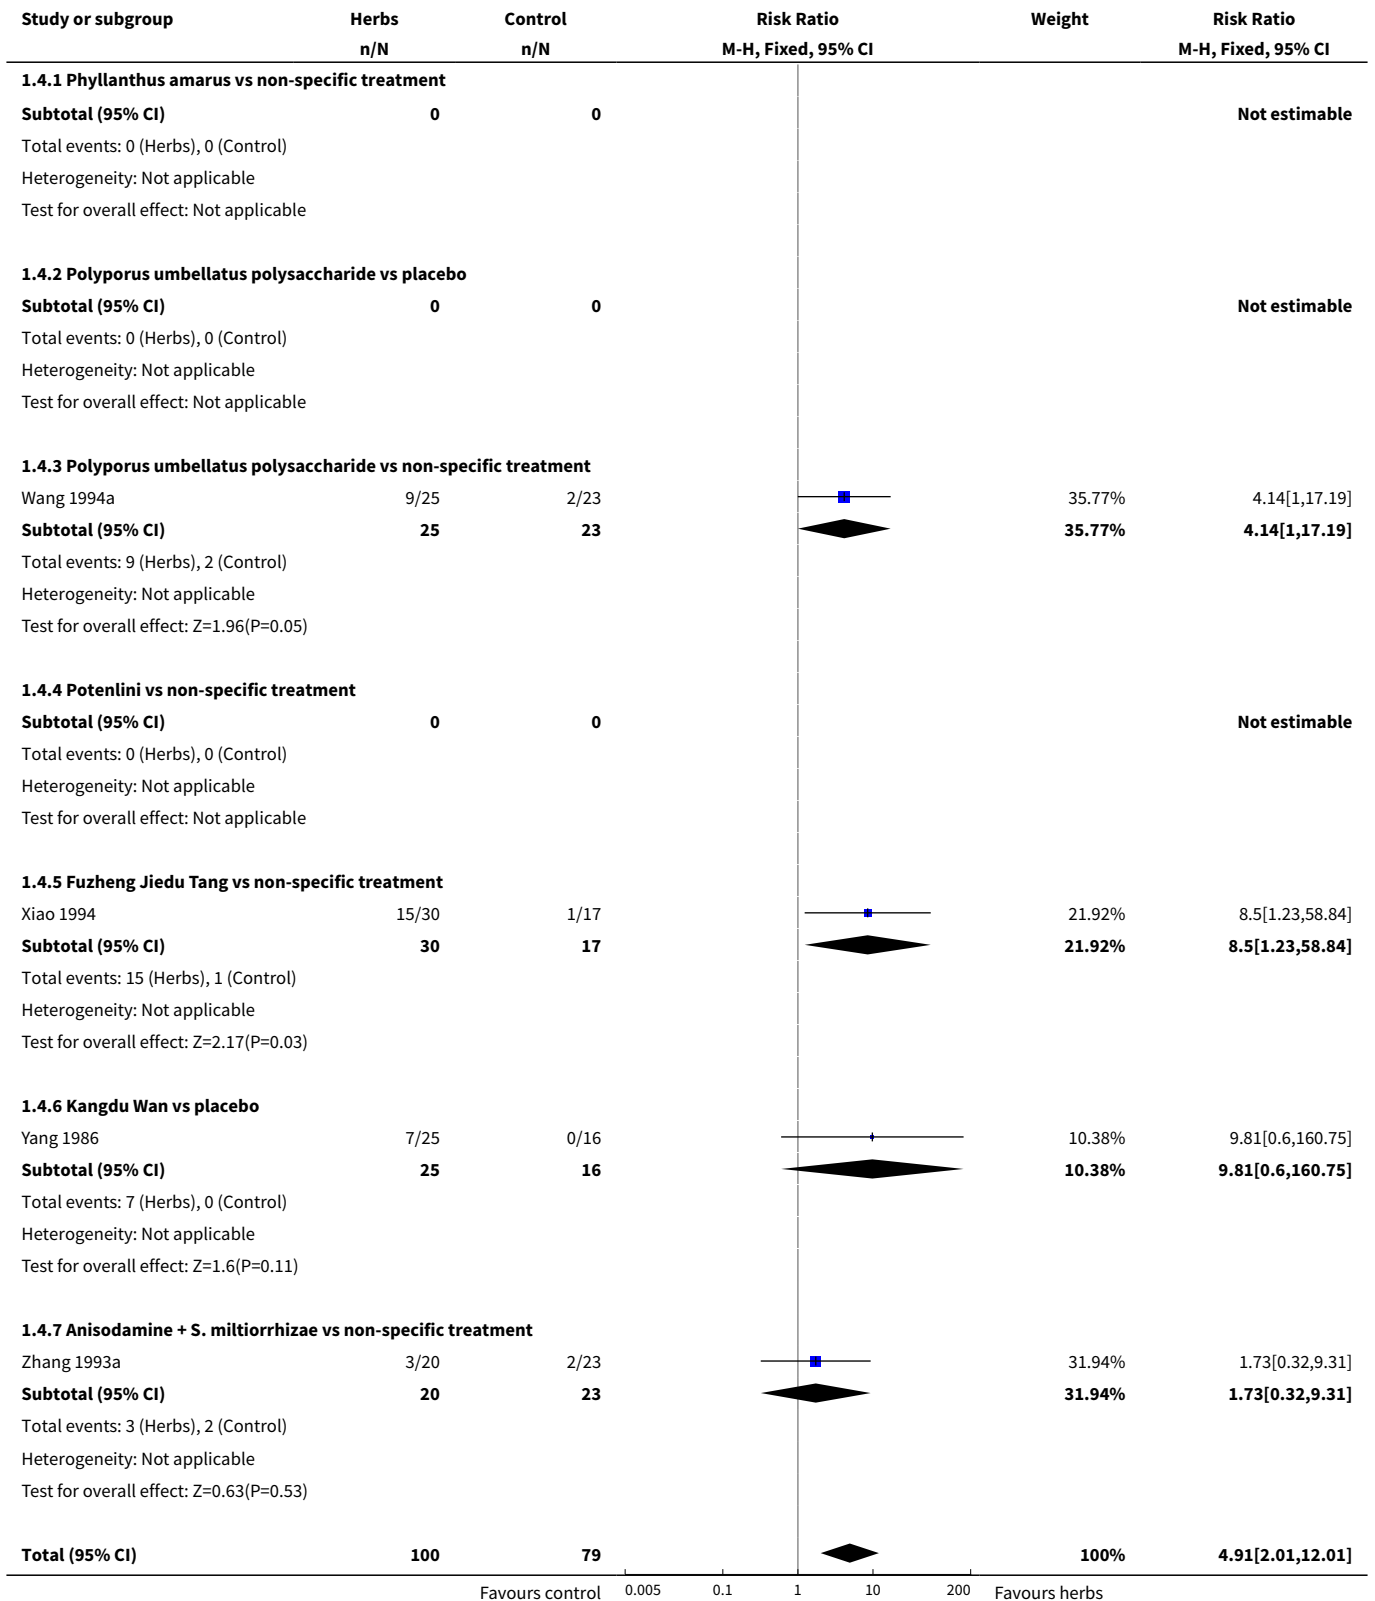 Study or subgroup Herbs Control Risk Ratio Weight Risk Ratio
n/N n/N M-H, Fixed, 95% CI M-H, Fixed, 95% CI
1.4.1 Phyllanthus amarus vs non-specific treatment
Subtotal (95% CI) 0 0 Not estimable
Total events: 0 (Herbs), 0 (Control)
Heterogeneity: Not applicable
Test for overall effect: Not applicable
1.4.2 Polyporus umbellatus polysaccharide vs placebo
Subtotal (95% CI) 0 0 Not estimable
Total events: 0 (Herbs), 0 (Control)
Heterogeneity: Not applicable
Test for overall effect: Not applicable
1.4.3 Polyporus umbellatus polysaccharide vs non-specific treatment
Wang 1994a 9/25 2/23 35.77% 4.14[1,17.19]
Subtotal (95% CI) 25 23 35.77% 4.14[1,17.19]
Total events: 9 (Herbs), 2 (Control)
Heterogeneity: Not applicable
Test for overall effect: Z=1.96(P=0.05)
1.4.4 Potenlini vs non-specific treatment
Subtotal (95% CI) 0 0 Not estimable
Total events: 0 (Herbs), 0 (Control)
Heterogeneity: Not applicable
Test for overall effect: Not applicable
1.4.5 Fuzheng Jiedu Tang vs non-specific treatment
Xiao 1994 15/30 1/17 21.92% 8.5[1.23,58.84]
Subtotal (95% CI) 30 17 21.92% 8.5[1.23,58.84]
Total events: 15 (Herbs), 1 (Control)
Heterogeneity: Not applicable
Test for overall effect: Z=2.17(P=0.03)
1.4.6 Kangdu Wan vs placebo
Yang 1986 7/25 0/16 10.38% 9.81[0.6,160.75]
Subtotal (95% CI) 25 16 10.38% 9.81[0.6,160.75]
Total events: 7 (Herbs), 0 (Control)
Heterogeneity: Not applicable
Test for overall effect: Z=1.6(P=0.11)
1.4.7 Anisodamine + S. miltiorrhizae vs non-specific treatment
Zhang 1993a 3/20 2/23 31.94% 1.73[0.32,9.31]
Subtotal (95% CI) 20 23 31.94% 1.73[0.32,9.31]
Total events: 3 (Herbs), 2 (Control)
Heterogeneity: Not applicable
Test for overall effect: Z=0.63(P=0.53)
Total (95% CI) 100 79 100% 4.91[2.01,12.01]
Favours control 0.005 0.1 1 10 200 Favours herbs